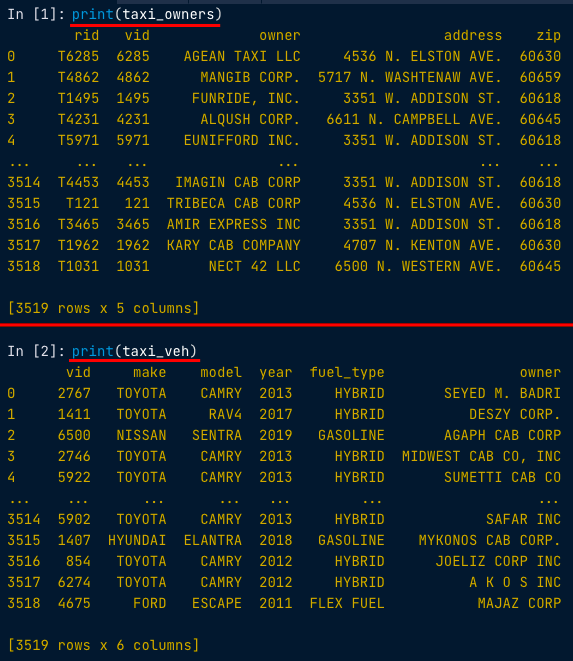 In [1]: print(taxi_owners)
rid vid owner address zip
0 T6285 6285 AGEAN TAXI LLC 4536 N. ELSTON AVE. 60630
1 T4862 4862 MANGIB CORP. 5717 N. WASHTENAW AVE. 60659
2 T1495 1495 FUNRIDE, INC. 3351 W. ADDISON ST. 60618
3 T4231 4231 ALQUSH CORP. 6611 N. CAMPBELL AVE. 60645
4 T5971 5971 EUNIFFORD INC. 3351 W. ADDISON ST. 60618
... ... ... ... ... ...
3514 T4453 4453 IMAGIN CAB CORP 3351 W. ADDISON ST. 60618
3515 T121 121 TRIBECA CAB CORP 4536 N. ELSTON AVE. 60630
3516 T3465 3465 AMIR EXPRESS INC 3351 W. ADDISON ST. 60618
3517 T1962 1962 KARY CAB COMPANY 4707 N. KENTON AVE. 60630
3518 T1031 1031 NECT 42 LLC 6500 N. WESTERN AVE. 60645
[3519 rows x 5 columns]
In [2]: print(taxi_veh)
vid make model year fuel_type owner
0 2767 TOYOTA CAMRY 2013 HYBRID SEYED M. BADRI
1 1411 TOYOTA RAV4 2017 HYBRID DESZY CORP.
2 6500 NISSAN SENTRA 2019 GASOLINE AGAPH CAB CORP
3 2746 TOYOTA CAMRY 2013 HYBRID MIDWEST CAB CO, INC
4 5922 TOYOTA CAMRY 2013 HYBRID SUMETTI CAB CO
... ... ... ... ... ... ...
3514 5902 TOYOTA CAMRY 2013 HYBRID SAFAR INC
3515 1407 HYUNDAI ELANTRA 2018 GASOLINE MYKONOS CAB CORP.
3516 854 TOYOTA CAMRY 2012 HYBRID JOELIZ CORP INC
3517 6274 TOYOTA CAMRY 2012 HYBRID A K O S INC
3518 4675 FORD ESCAPE 2011 FLEX FUEL MAJAZ CORP
[3519 rows x 6 columns]